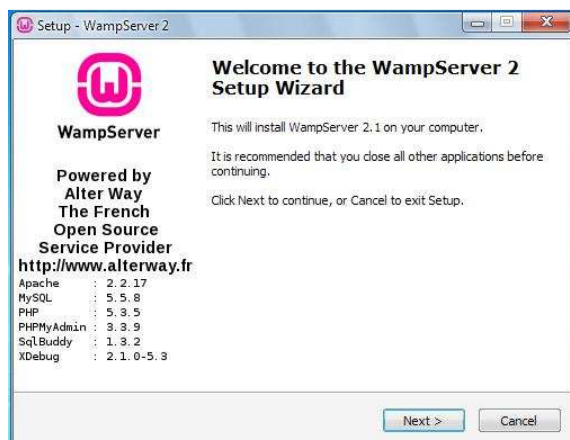 Setup - WampServer 2
WampServer
Powered by
Alter Way
The French
Open Source
Service Provider
http://www.alterway.fr
Apache : 2.2.17
MySQL : 5.5.8
PHP : 5.3.5
PHPMyAdmin : 3.3.9
SqlBuddy : 1.3.2
XDebug : 2.1.0-5.3
Welcome to the WampServer 2
Setup Wizard
This will install WampServer 2.1 on your computer.
It is recommended that you close all other applications before
continuing.
Click Next to continue, or Cancel to exit Setup.
Next >
Cancel